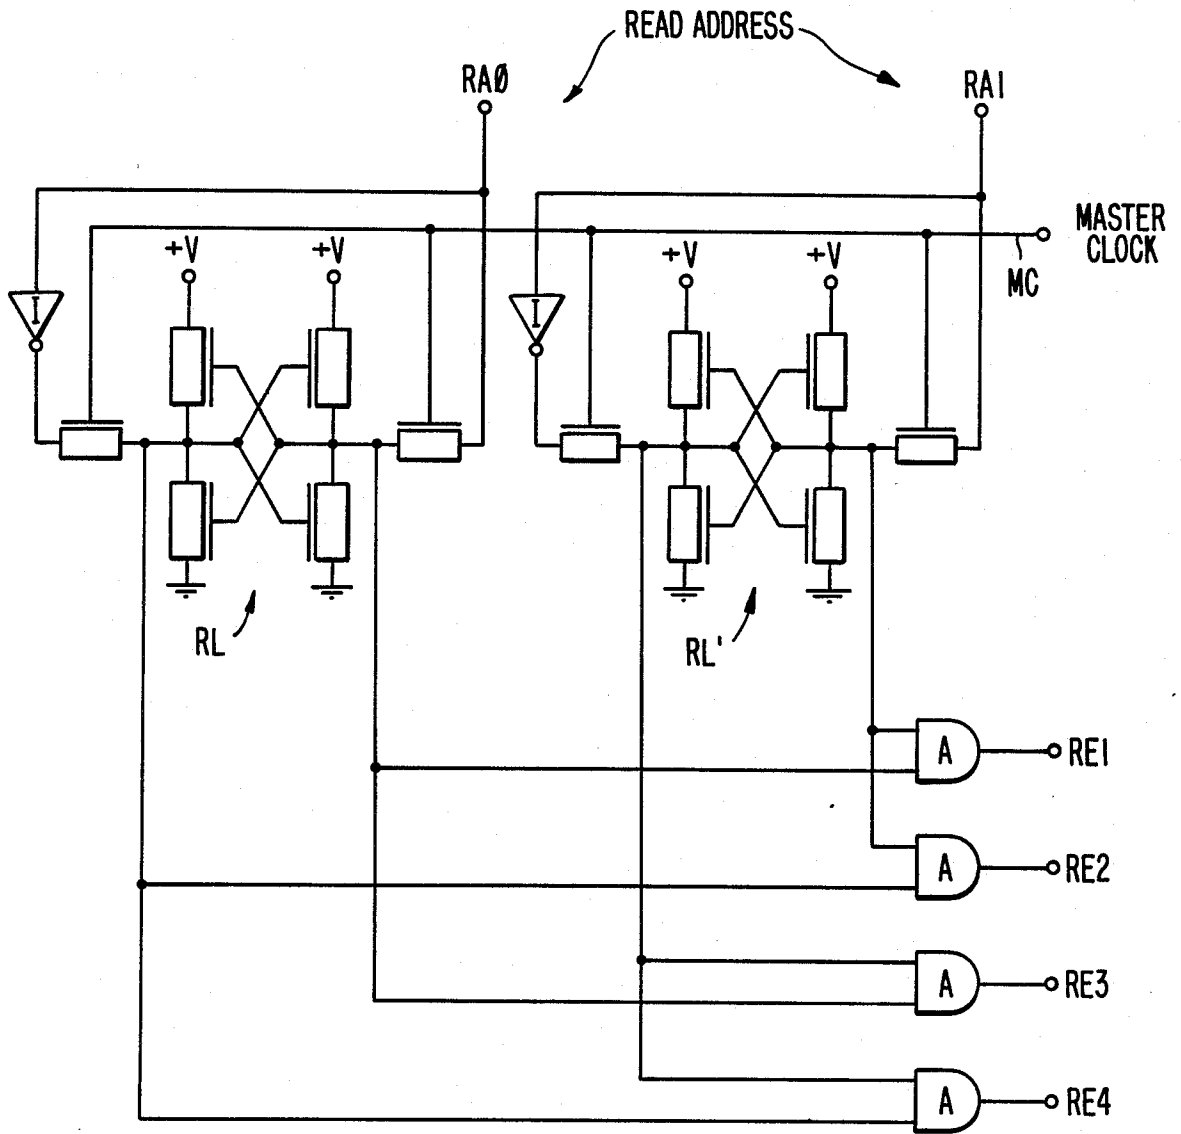 READ ADDRESS
RAØ
RA1
MASTER
CLOCK
MC
+V
+V
+V
+V
I
I
RL
RL'
A
RE1
A
RE2
A
RE3
A
RE4